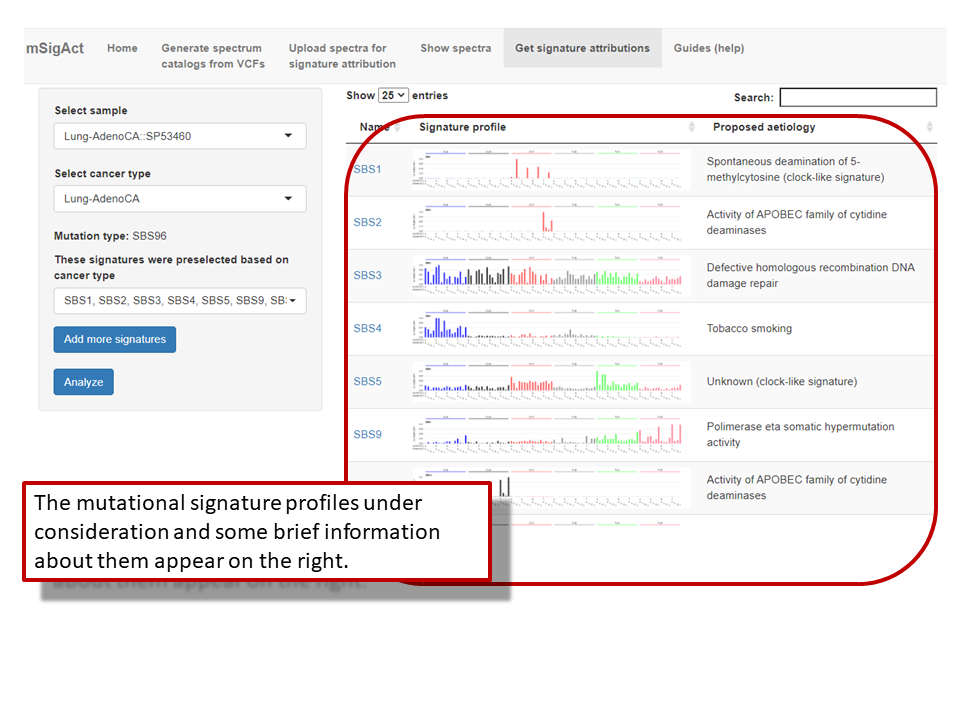 mSigAct
Home
Generate spectrum
catalogs from VCFs
Upload spectra for
signature attribution
Show spectra
Get signature attributions
Guides (help)
Select sample
Lung-AdenoCA::SP53460
Select cancer type
Lung-AdenoCA
Mutation type: SBS96
These signatures were preselected based on
cancer type
SBS1, SBS2, SBS3, SBS4, SBS5, SBS9, SB
Add more signatures
Analyze
Show 25 entries
Search:
Name
Signature profile
Proposed aetiology
SBS1
Spontaneous deamination of 5-
methylcytosine (clock-like signature)
SBS2
Activity of APOBEC family of cytidine
deaminases
SBS3
Defective homologous recombination DNA
damage repair
SBS4
Tobacco smoking
SBS5
Unknown (clock-like signature)
SBS9
Polimerase eta somatic hypermutation
activity
Activity of APOBEC family of cytidine
deaminases
The mutational signature profiles under
consideration and some brief information
about them appear on the right.